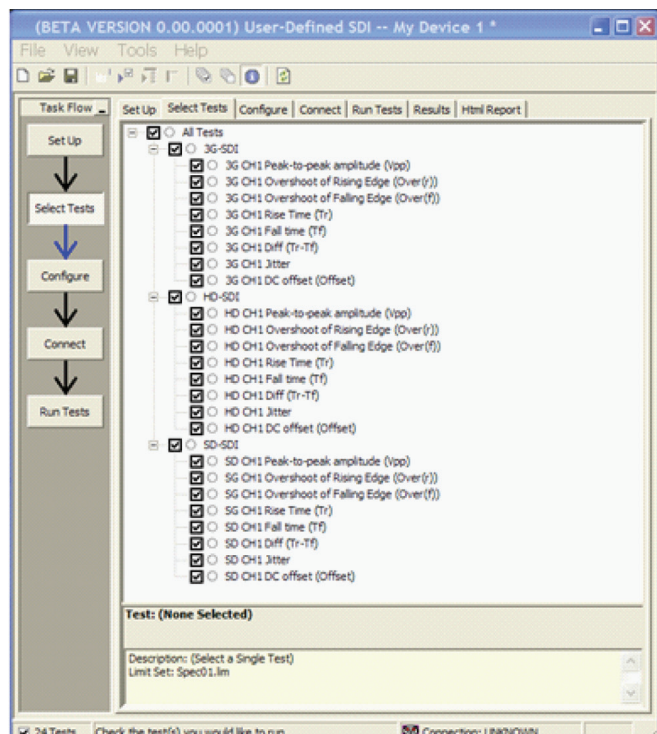 (BETA VERSION 0.00.0001) User-Defined SDI -- My Device 1 *
File View Tools Help
Task Flow
Set Up
Select Tests
Configure
Connect
Run Tests
Set Up Select Tests Configure Connect Run Tests Results Html Report
All Tests
3G-SDI
3G CH1 Peak-to-peak amplitude (Vpp)
3G CH1 Overshoot of Rising Edge (Over(r))
3G CH1 Overshoot of Falling Edge (Over(f))
3G CH1 Rise Time (Tr)
3G CH1 Fall time (Tf)
3G CH1 Diff (Tr-Tf)
3G CH1 Jitter
3G CH1 DC offset (Offset)
HD-SDI
HD CH1 Peak-to-peak amplitude (Vpp)
HD CH1 Overshoot of Rising Edge (Over(r))
HD CH1 Overshoot of Falling Edge (Over(f))
HD CH1 Rise Time (Tr)
HD CH1 Fall time (Tf)
HD CH1 Diff (Tr-Tf)
HD CH1 Jitter
HD CH1 DC offset (Offset)
SD-SDI
SD CH1 Peak-to-peak amplitude (Vpp)
SG CH1 Overshoot of Rising Edge (Over(r))
SG CH1 Overshoot of Falling Edge (Over(f))
SG CH1 Rise Time (Tr)
SD CH1 Fall time (Tf)
SD CH1 Diff (Tr-Tf)
SD CH1 Jitter
SD CH1 DC offset (Offset)
Test: (None Selected)
Description: (Select a Single Test)
Limit Set: Spec01.lim
24 Tests Check the test(s) you would like to run Connection: UNKNOWN